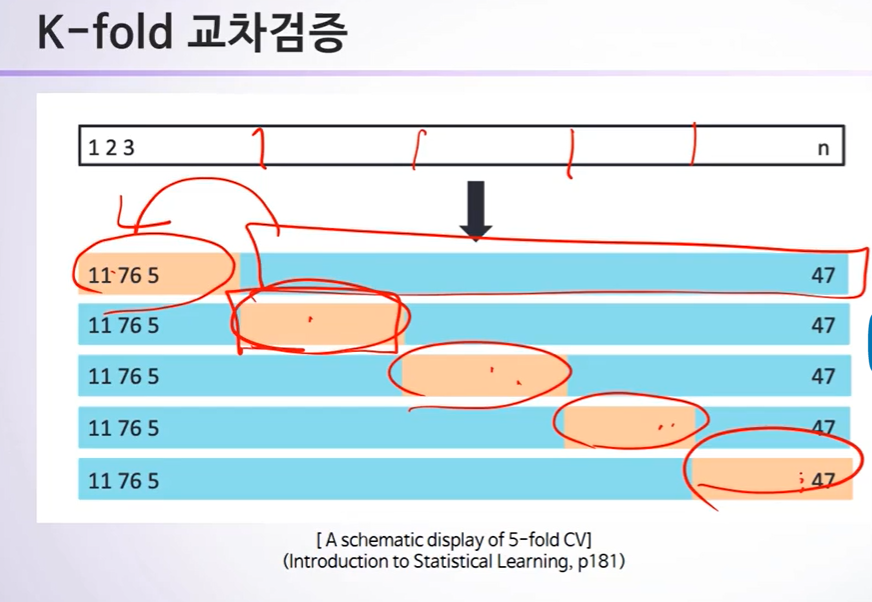 K-fold 교차검증
1 2 3 n
11 76 5 47
11 76 5 47
11 76 5 47
11 76 5 47
11 76 5 47
[ A schematic display of 5-fold CV]
(Introduction to Statistical Learning, p181)